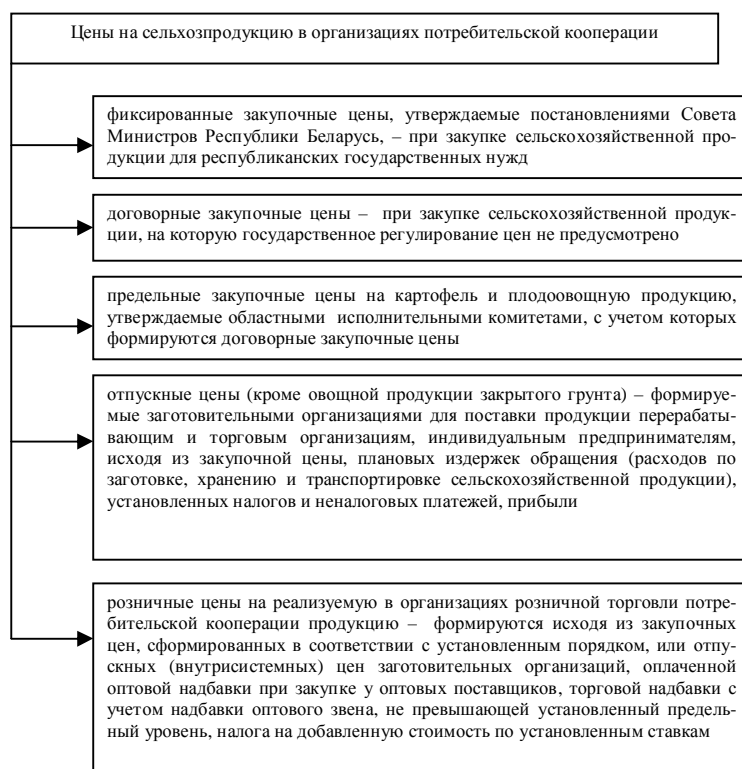 Цены на сельхозпродукцию в организациях потребительской кооперации
фиксированные закупочные цены, утверждаемые постановлениями Совета
Министров Республики Беларусь, – при закупке сельскохозяйственной про-
дукции для республиканских государственных нужд
договорные закупочные цены – при закупке сельскохозяйственной продук-
ции, на которую государственное регулирование цен не предусмотрено
предельные закупочные цены на картофель и плодоовощную продукцию,
утверждаемые областными исполнительными комитетами, с учетом которых
формируются договорные закупочные цены
отпускные цены (кроме овощной продукции закрытого грунта) – формируе-
мые заготовительными организациями для поставки продукции перерабаты-
вающим и торговым организациям, индивидуальным предпринимателям,
исходя из закупочной цены, плановых издержек обращения (расходов по
заготовке, хранению и транспортировке сельскохозяйственной продукции),
установленных налогов и неналоговых платежей, прибыли
розничные цены на реализуемую в организациях розничной торговли потре-
бительской кооперации продукцию – формируются исходя из закупочных
цен, сформированных в соответствии с установленным порядком, или отпу-
скных (внутрисистемных) цен заготовительных организаций, оплаченной
оптовой надбавки при закупке у оптовых поставщиков, торговой надбавки с
учетом надбавки оптового звена, не превышающей установленный предель-
ный уровень, налога на добавленную стоимость по установленным ставкам